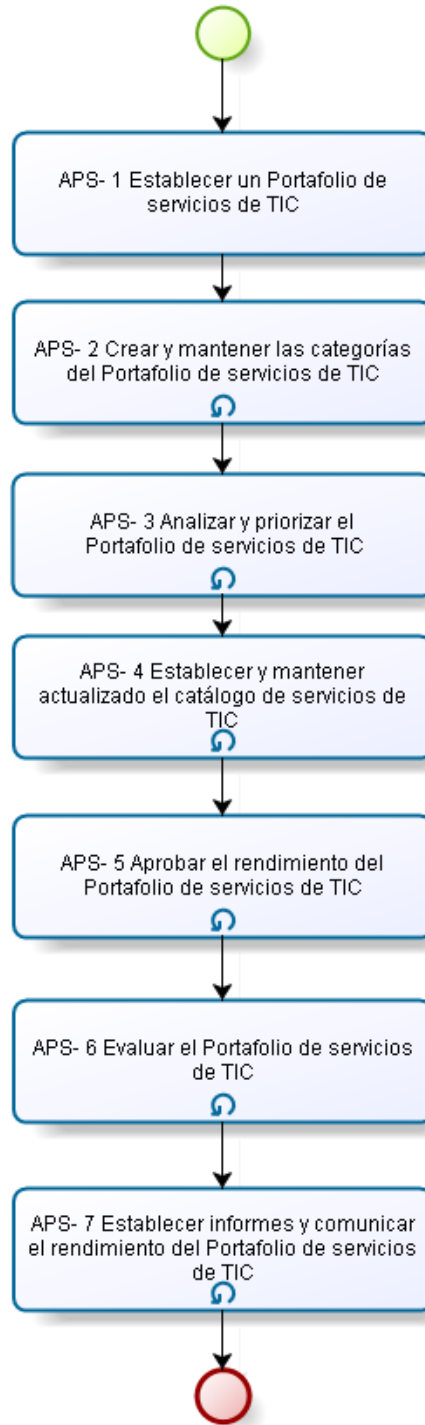 APS- 1 Establecer un Portafolio de
servicios de TIC
APS- 2 Crear y mantener las categorías
del Portafolio de servicios de TIC
APS- 3 Analizar y priorizar el
Portafolio de servicios de TIC
APS- 4 Establecer y mantener
actualizado el catálogo de servicios de
TIC
APS- 5 Aprobar el rendimiento del
Portafolio de servicios de TIC
APS- 6 Evaluar el Portafolio de servicios
de TIC
APS- 7 Establecer informes y comunicar
el rendimiento del Portafolio de servicios
de TIC